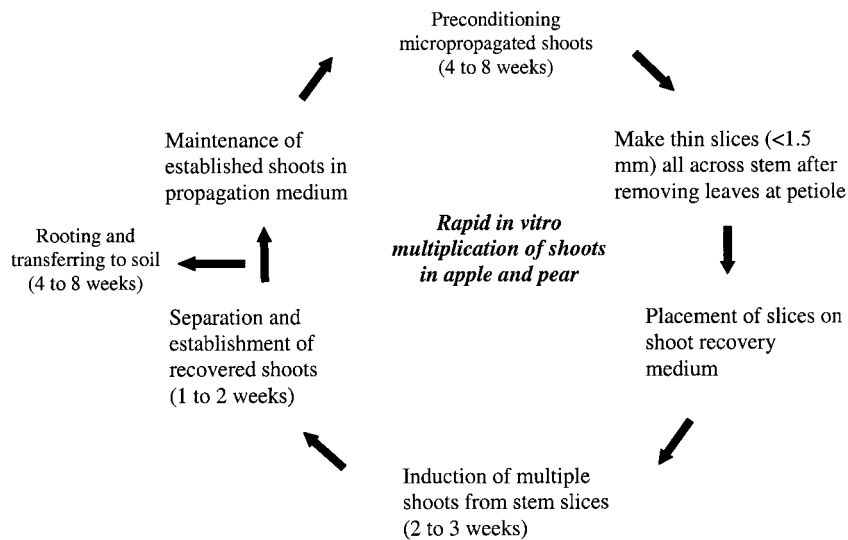 Preconditioning
micropropagated shoots
(4 to 8 weeks)
Make thin slices (<1.5
mm) all across stem after
removing leaves at petiole
Placement of slices on
shoot recovery
medium
Induction of multiple
shoots from stem slices
(2 to 3 weeks)
Separation and
establishment of
recovered shoots
(1 to 2 weeks)
Rooting and
transferring to soil
(4 to 8 weeks)
Maintenance of
established shoots in
propagation medium
Rapid in vitro
multiplication of shoots
in apple and pear